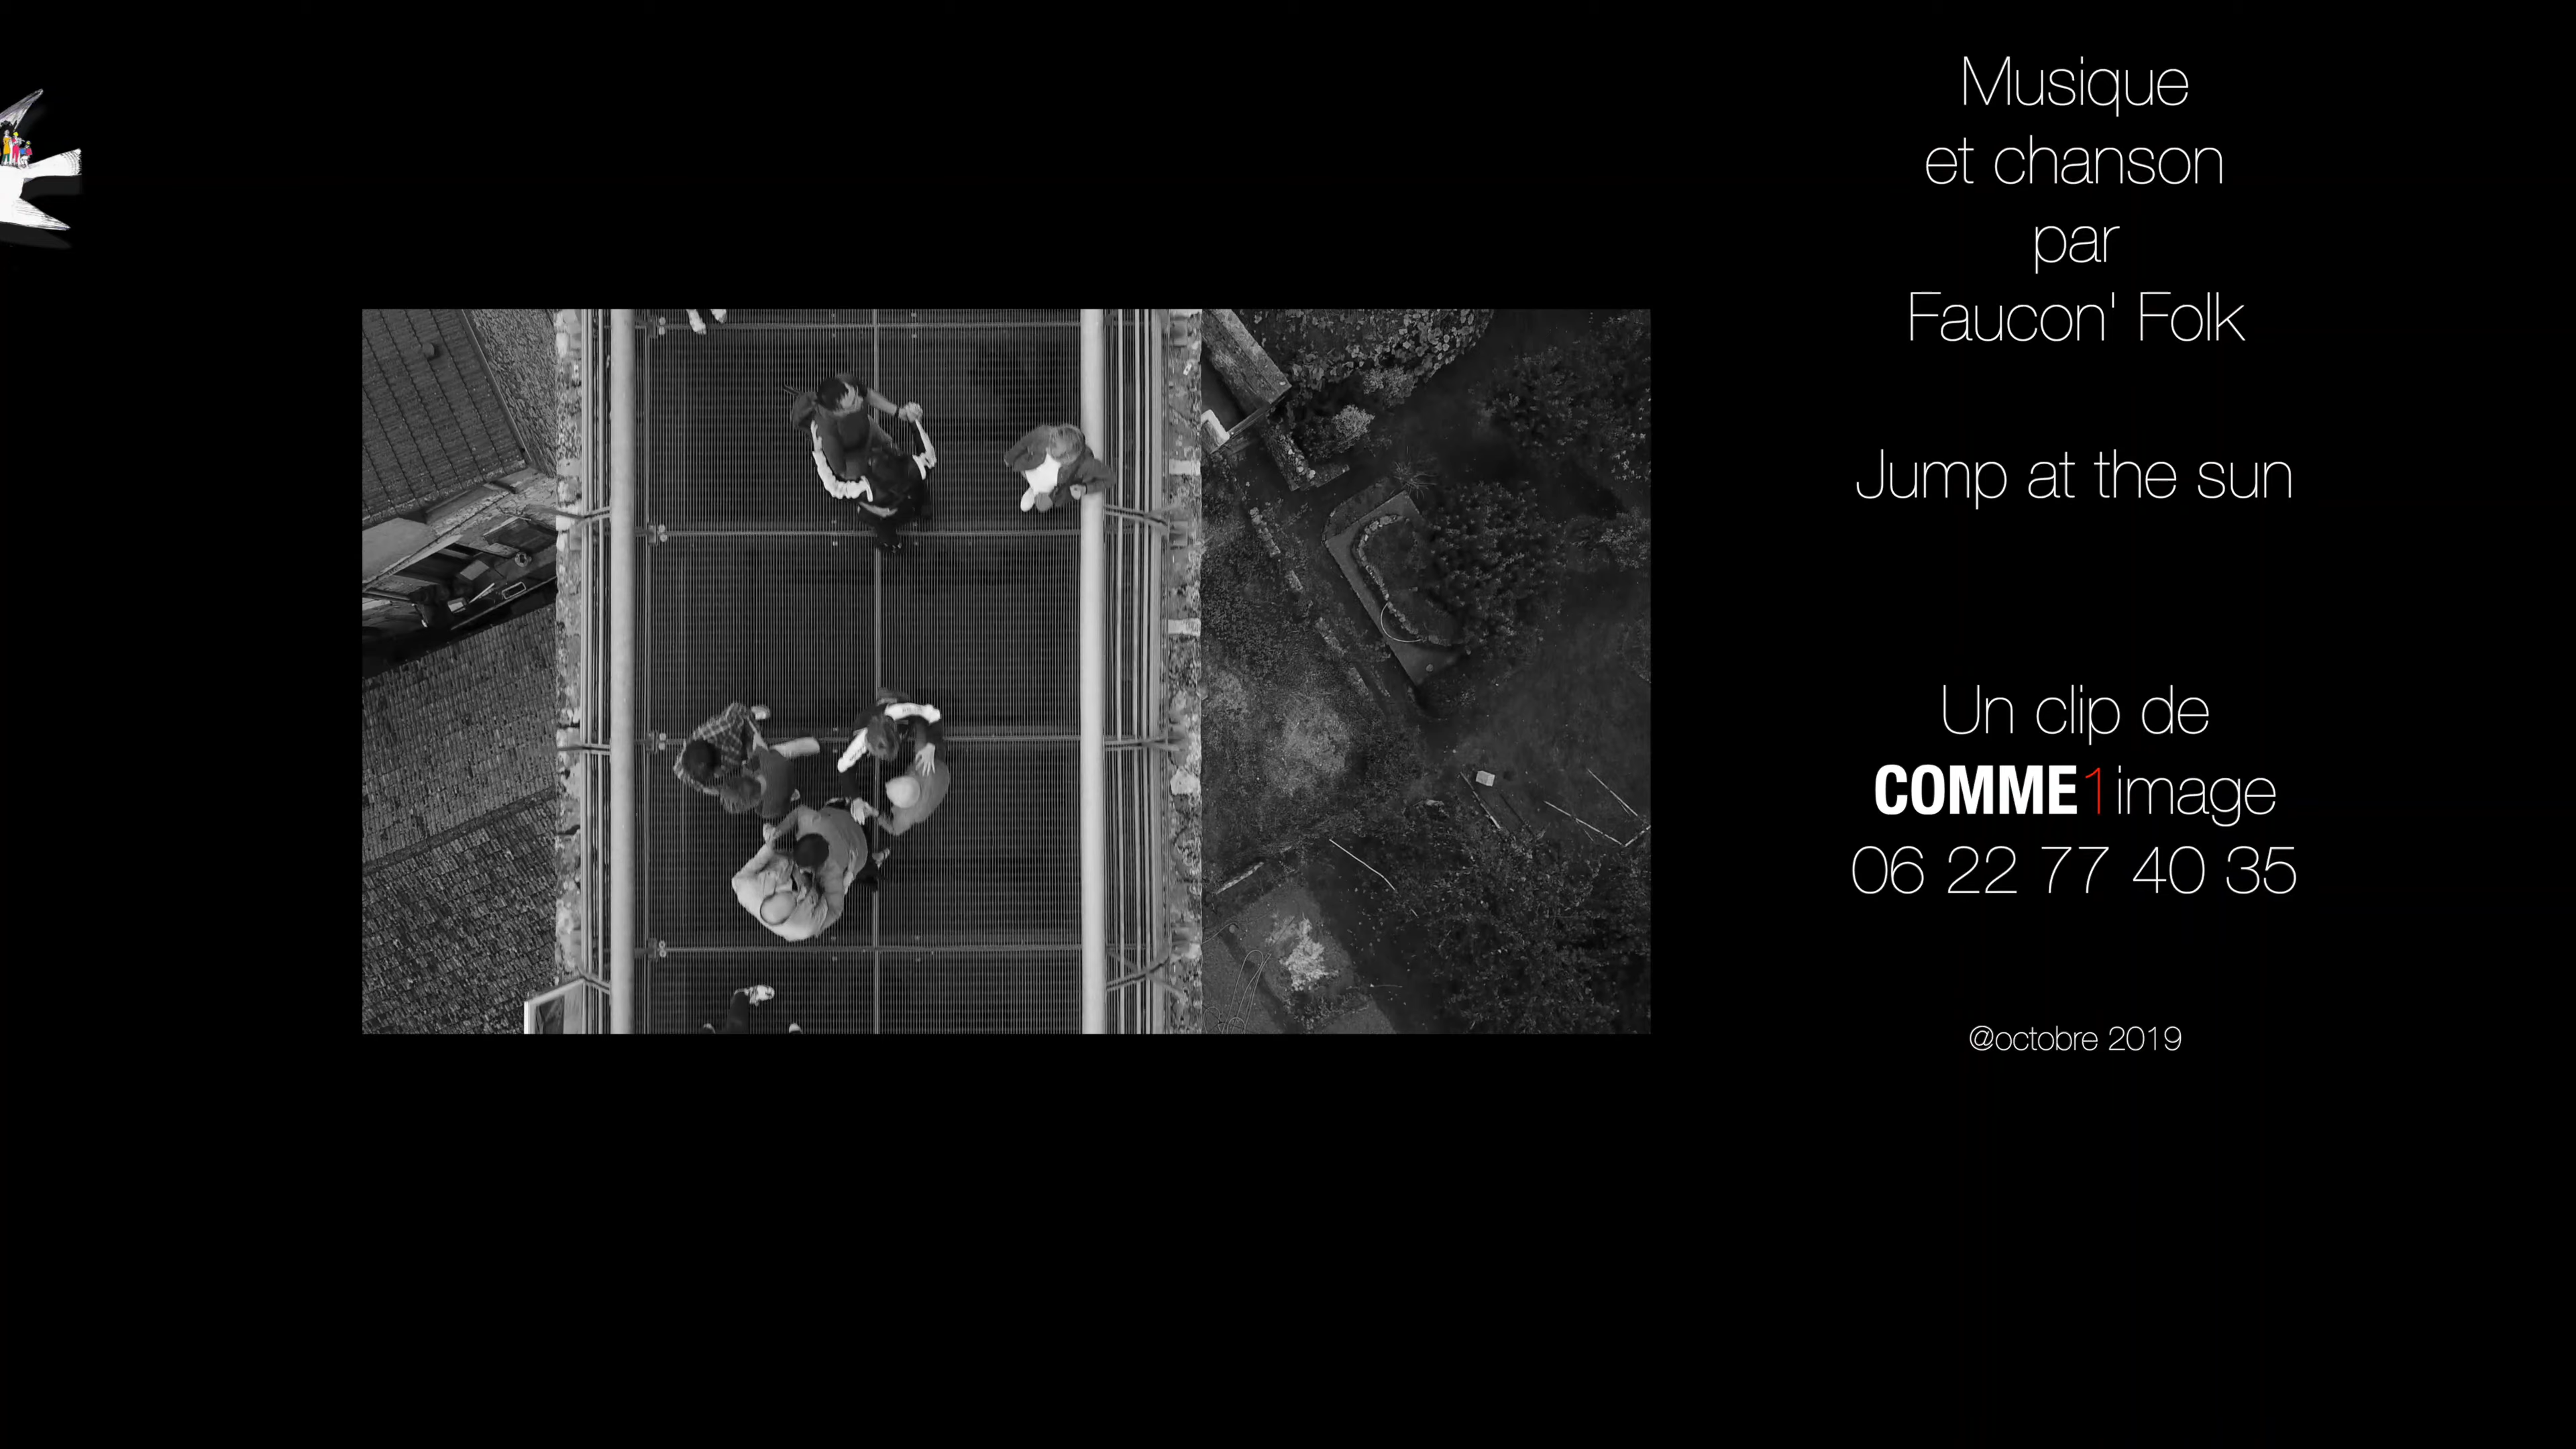 Musique
et chanson
par
Faucon' Folk
Jump at the sun
Un clip de
COMME1image
06 22 77 40 35
@octobre 2019